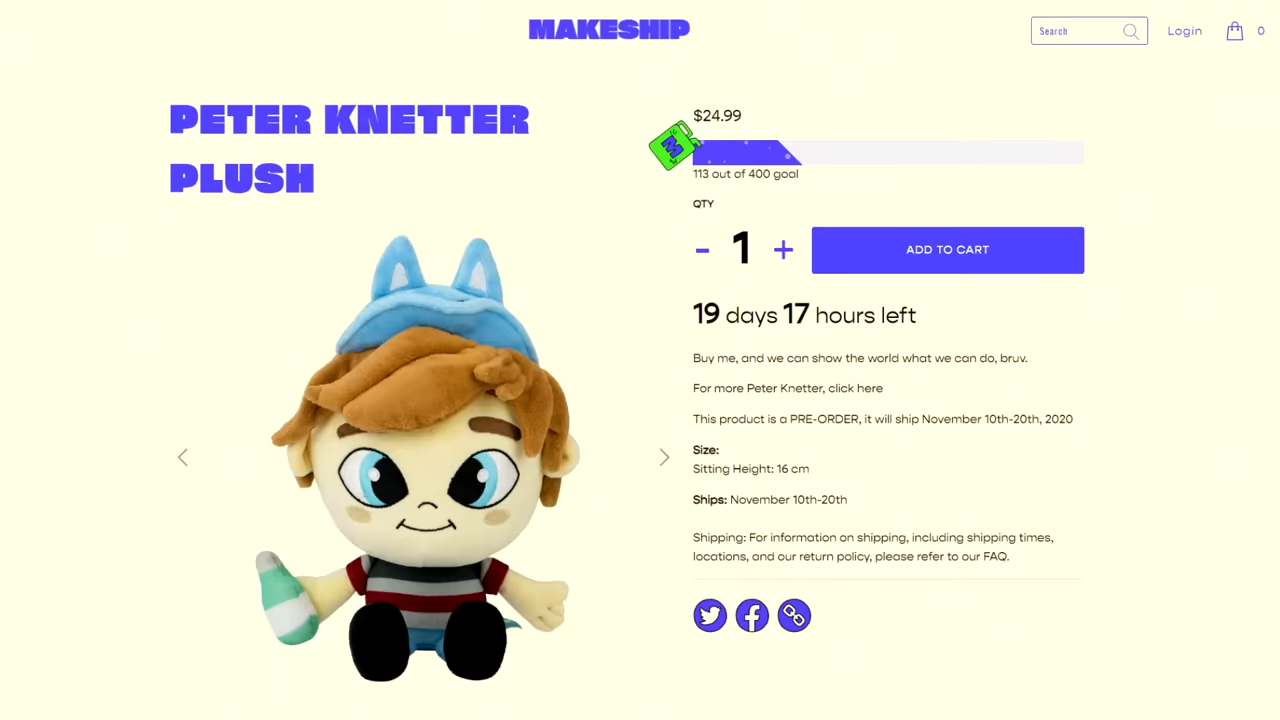 MAKESHIP
Search
Login
0
PETER KNETTER
PLUSH
$24.99
M
113 out of 400 goal
QTY
- 1 +
ADD TO CART
19 days 17 hours left
Buy me, and we can show the world what we can do, bruv.
For more Peter Knetter, click here
This product is a PRE-ORDER, it will ship November 10th-20th, 2020
Size:
Sitting Height: 16 cm
Ships: November 10th-20th
Shipping: For information on shipping, including shipping times,
locations, and our return policy, please refer to our FAQ.